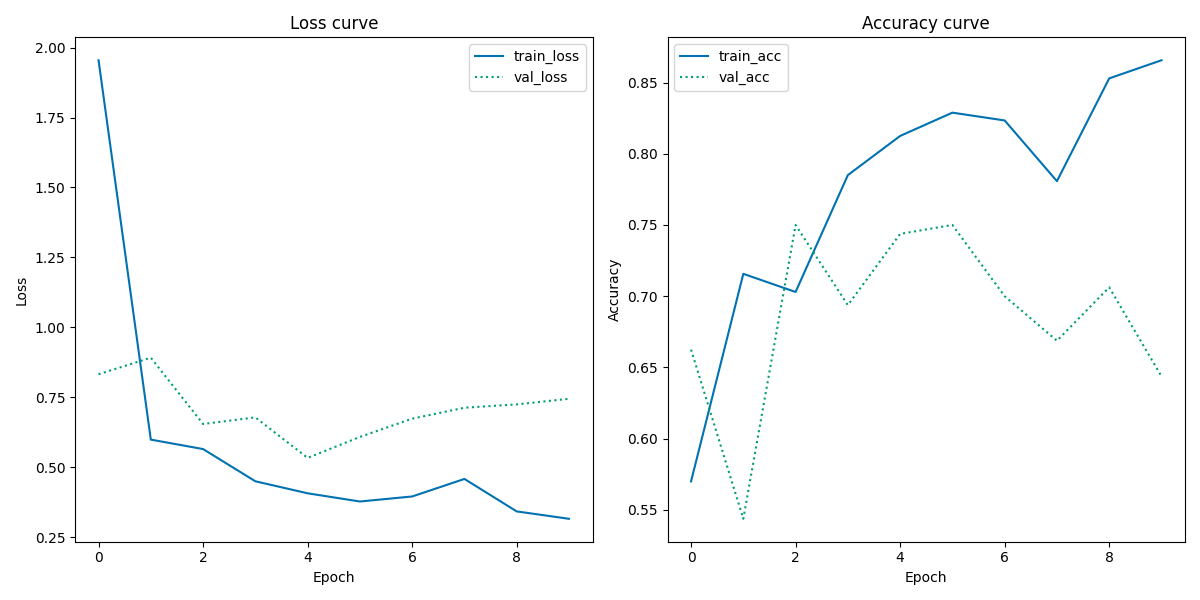 Loss curve
train_loss
val_loss
2.00
1.75
1.50
1.25
1.00
0.75
0.50
0.25
Loss
0 2 4 6 8
Epoch
Accuracy curve
train_acc
val_acc
0.85
0.80
0.75
0.70
0.65
0.60
0.55
Accuracy
0 2 4 6 8
Epoch